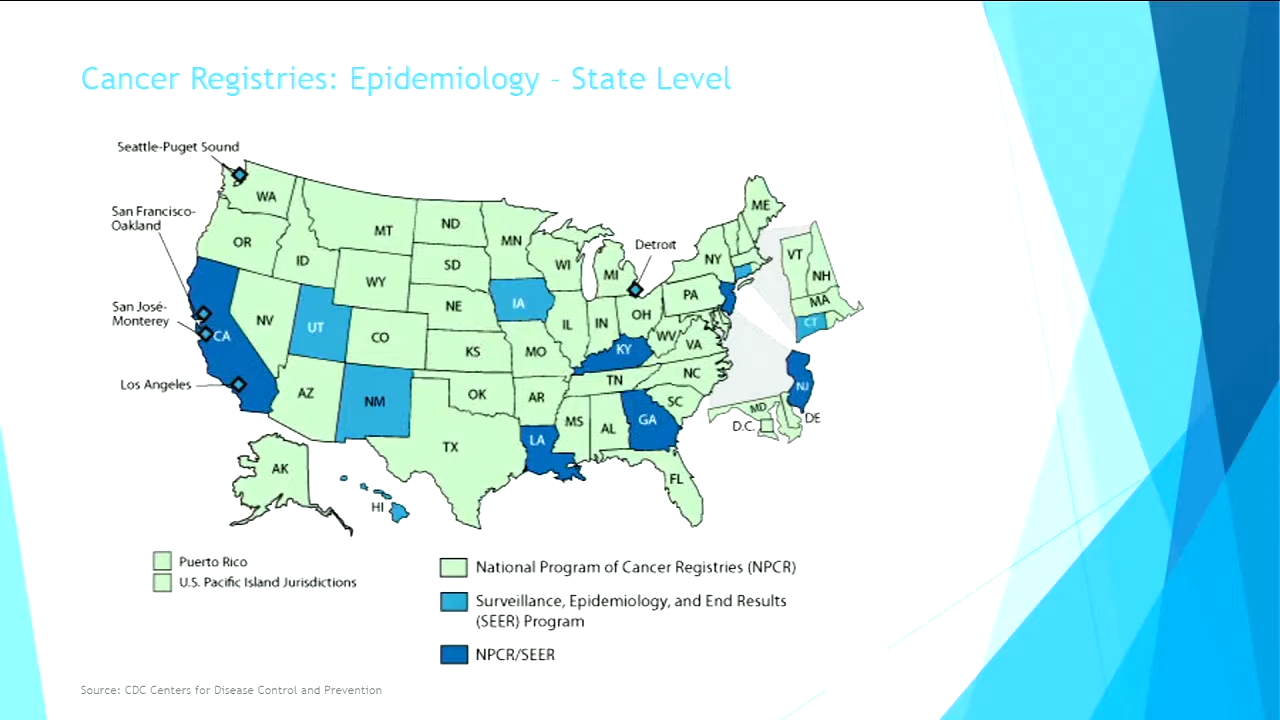 Cancer Registries: Epidemiology – State Level
Seattle-Puget Sound
WA
ME
MT
ND
San Francisco-
Oakland
OR
MN
Detroit
VT
ID
SD
WI
MI
NY
NH
WY
PA
MA
NE
IA
San José-
Monterey
NV
UT
IL
IN
OH
CT
CA
CO
WV
VA
KS
MO
KY
Los Angeles
AZ
NM
OK
AR
TN
NC
NJ
SC
MD
DE
D.C.
MS
AL
GA
TX
LA
AK
FL
HI
Puerto Rico
U.S. Pacific Island Jurisdictions
National Program of Cancer Registries (NPCR)
Surveillance, Epidemiology, and End Results
(SEER) Program
NPCR/SEER
Source: CDC Centers for Disease Control and Prevention